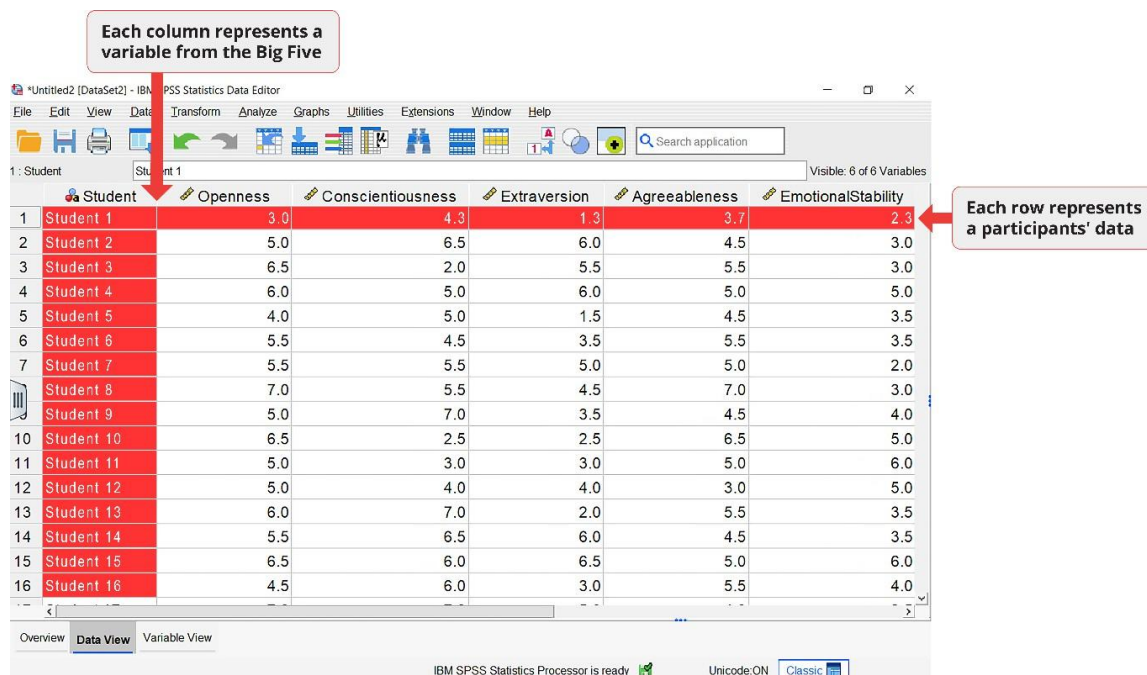 Each column represents a
variable from the Big Five
*Untitled2 [DataSet2] - IBM SPSS Statistics Data Editor
File Edit View Data Transform Analyze Graphs Utilities Extensions Window Help
Search application
1 : Student Student 1 Visible: 6 of 6 Variables
Student Openness Conscientiousness Extraversion Agreeableness EmotionalStability
1 Student 1 3.0 4.3 1.3 3.7 2.3
Each row represents
a participants' data
2 Student 2 5.0 6.5 6.0 4.5 3.0
3 Student 3 6.5 2.0 5.5 5.5 3.0
4 Student 4 6.0 5.0 6.0 5.0 5.0
5 Student 5 4.0 5.0 1.5 4.5 3.5
6 Student 6 5.5 4.5 3.5 5.5 3.5
7 Student 7 5.5 5.5 5.0 5.0 2.0
Student 8 7.0 5.5 4.5 7.0 3.0
Student 9 5.0 7.0 3.5 4.5 4.0
10 Student 10 6.5 2.5 2.5 6.5 5.0
11 Student 11 5.0 3.0 3.0 5.0 6.0
12 Student 12 5.0 4.0 4.0 3.0 5.0
13 Student 13 6.0 7.0 2.0 5.5 3.5
14 Student 14 5.5 6.5 6.0 4.5 3.5
15 Student 15 6.5 6.0 6.5 5.0 6.0
16 Student 16 4.5 6.0 3.0 5.5 4.0
Overview Data View Variable View
IBM SPSS Statistics Processor is ready Unicode:ON Classic